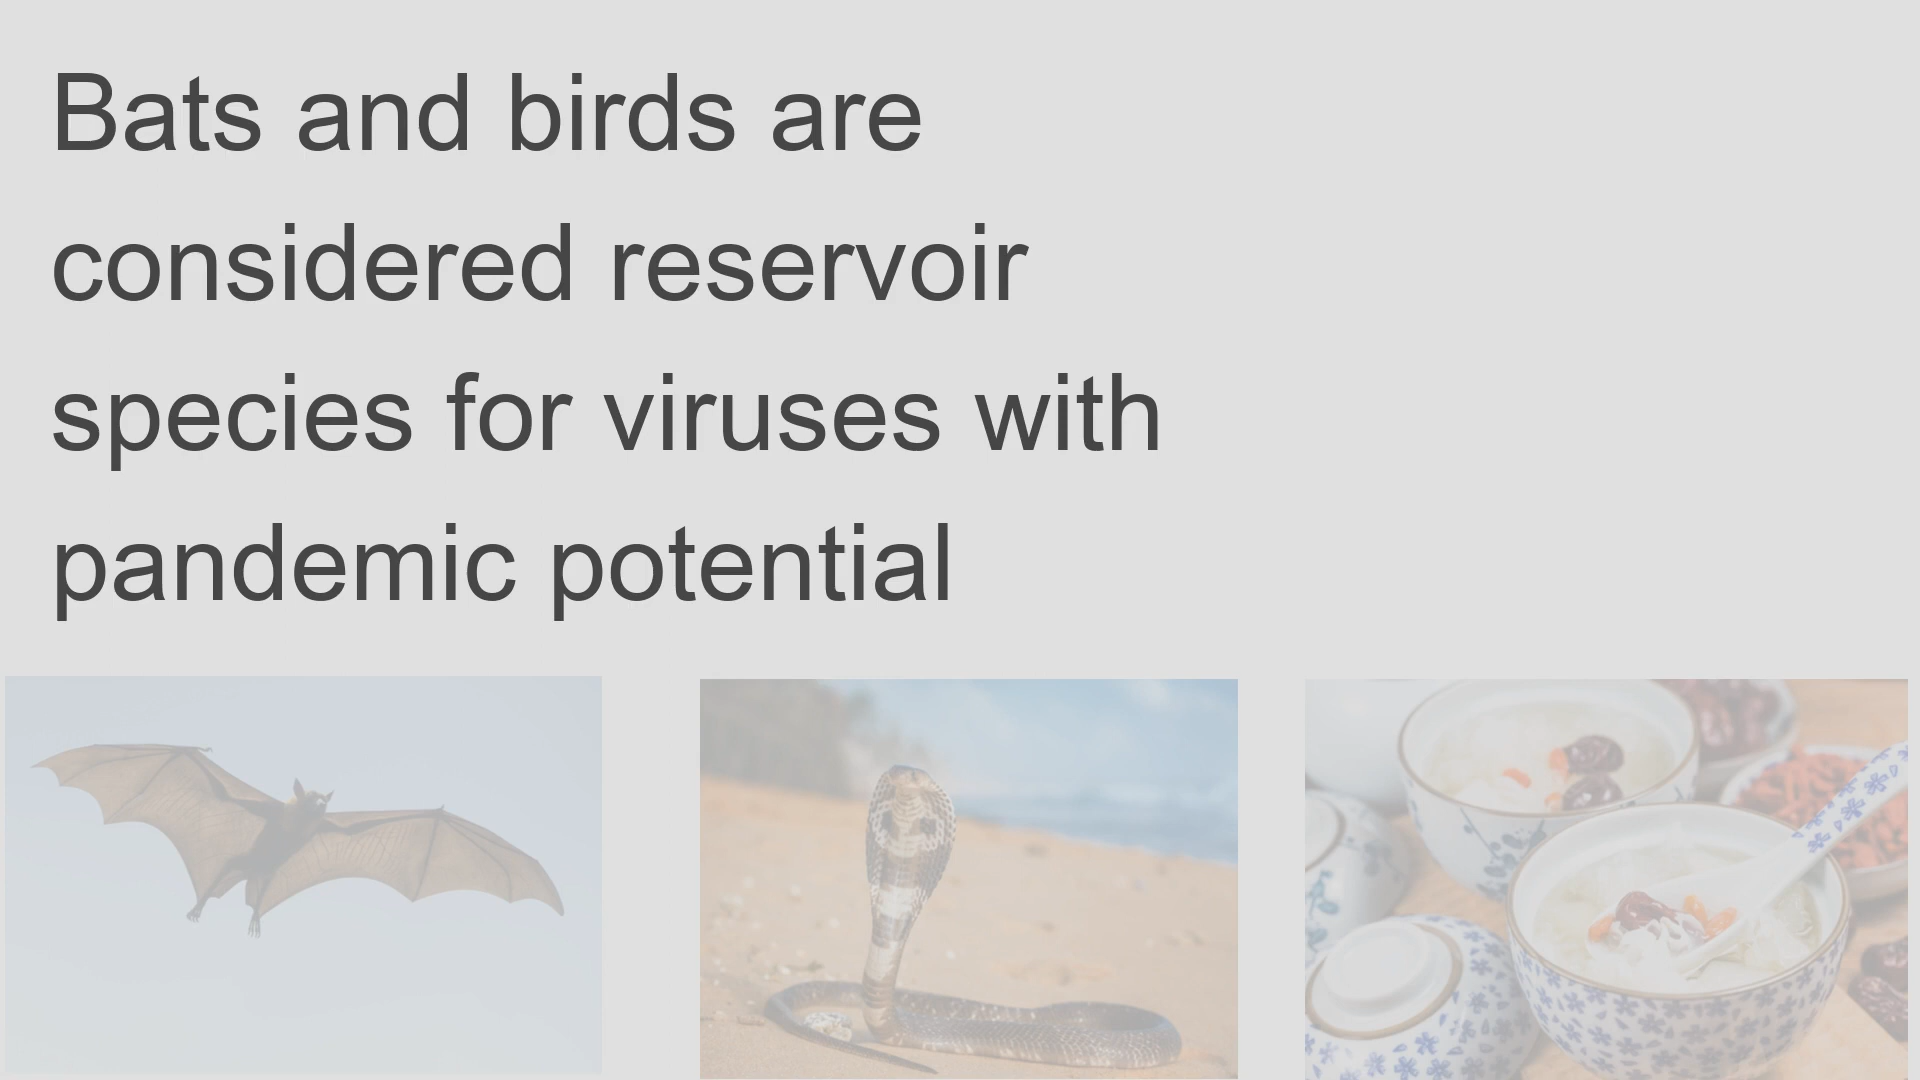 Bats and birds are
considered reservoir
species for viruses with
pandemic potential